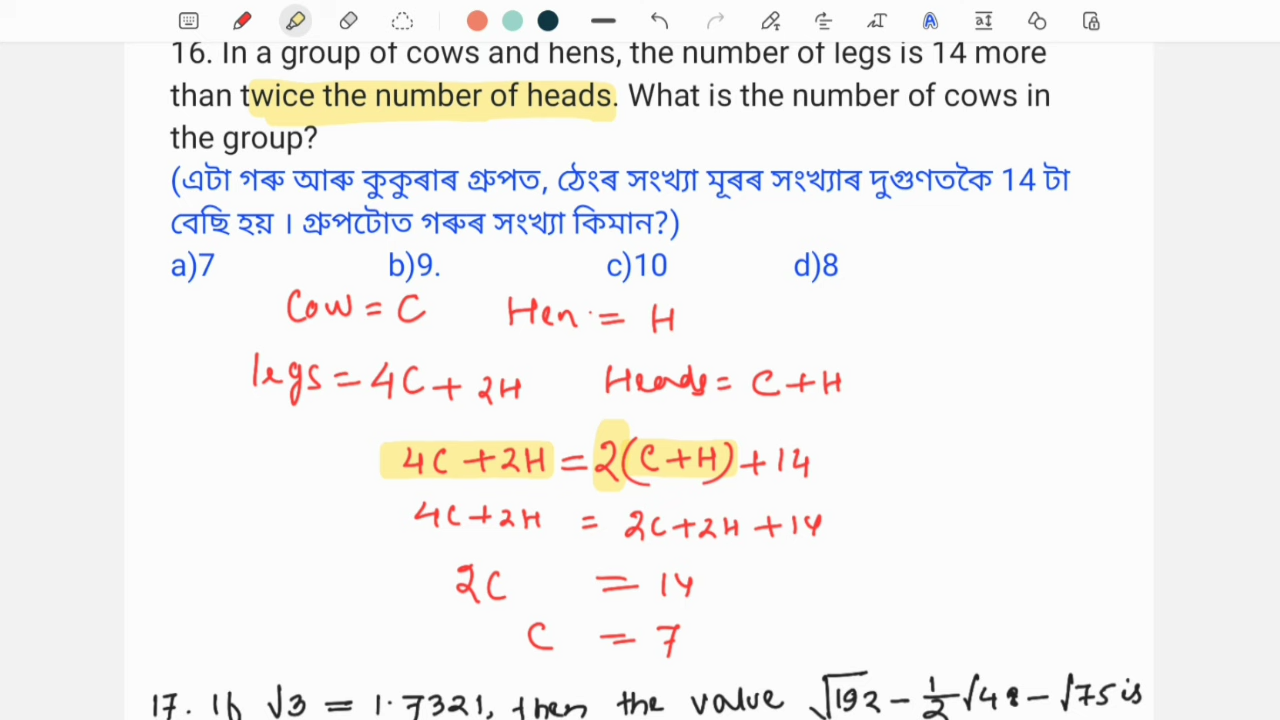 16. In a group of cows and hens, the number of legs is 14 more
than twice the number of heads. What is the number of cows in
the group?
(এটা গৰু আৰু কুকুৰাৰ গ্ৰুপত, ঠেংৰ সংখ্যা মূৰৰ সংখ্যাৰ দুগুণতকৈ 14 টা
বেছি হয় । গ্ৰুপটোত গৰুৰ সংখ্যা কিমান?)
a)7 b)9. c)10 d)8
Cow = C Hen = H
legs = 4C + 2H Heads = C + H
4C + 2H = 2(C + H) + 14
4C + 2H = 2C + 2H + 14
2C = 14
C = 7
17. If √3 = 1.7321, then the value √192 - 1/2 √48 - √75 is